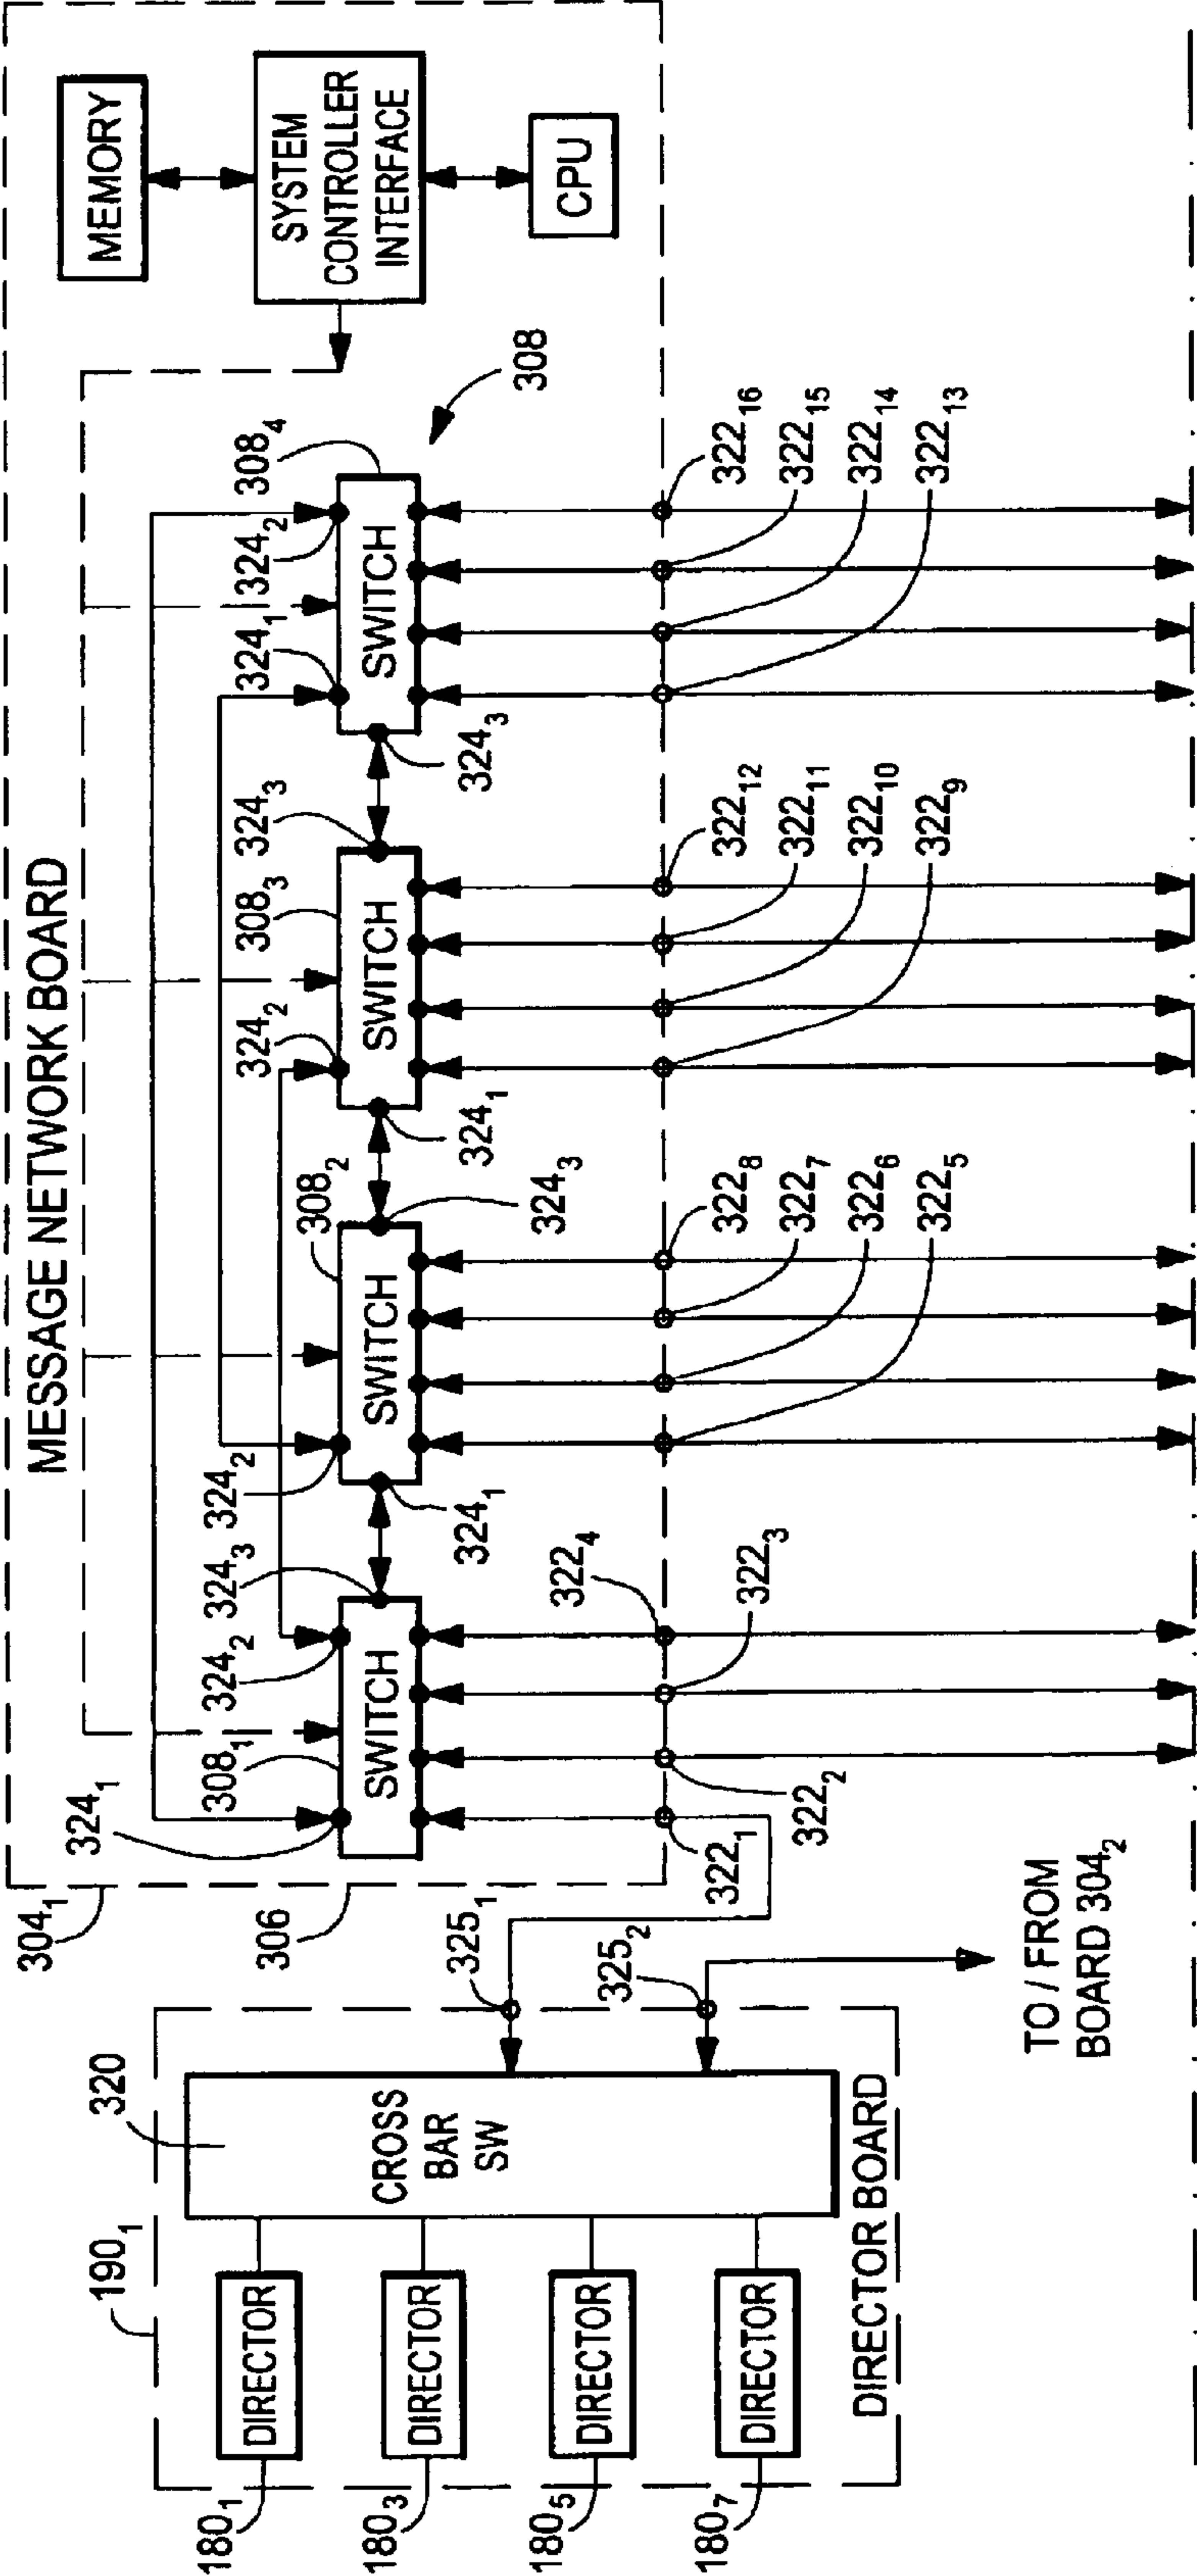 MESSAGE NETWORK BOARD
304₁
306
MEMORY
SYSTEM
CONTROLLER
INTERFACE
CPU
308
324₁
308₁
324₂
324₃
SWITCH
324₂
308₂
SWITCH
324₁
324₃
324₂
308₃
324₃
SWITCH
324₁
324₁
324₂
308₄
SWITCH
324₃
322₁
322₂
322₃
322₄
322₅
322₆
322₇
322₈
322₉
322₁₀
322₁₁
322₁₂
322₁₃
322₁₄
322₁₅
322₁₆
190₁
320
325₁
325₂
CROSS
BAR
SW
DIRECTOR
180₁
DIRECTOR
180₃
DIRECTOR
180₅
DIRECTOR
180₇
DIRECTOR BOARD
TO / FROM
BOARD 304₂